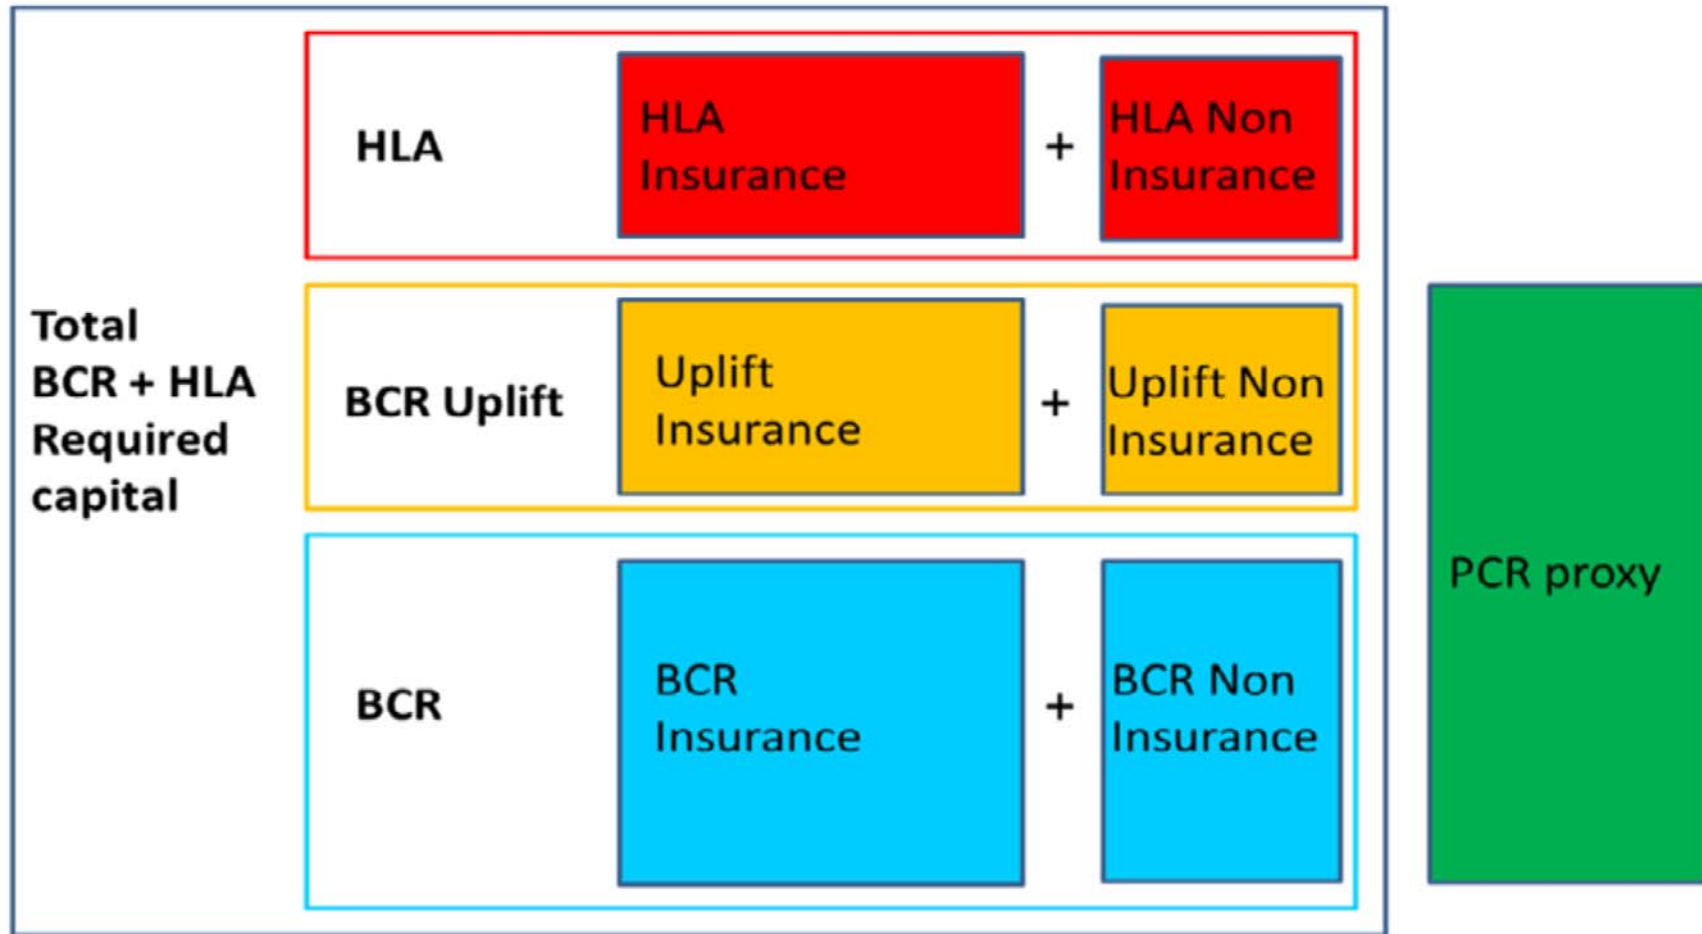 Total
BCR + HLA
Required
capital
HLA
HLA
Insurance
+
HLA Non
Insurance
BCR Uplift
Uplift
Insurance
+
Uplift Non
Insurance
BCR
BCR
Insurance
+
BCR Non
Insurance
PCR proxy